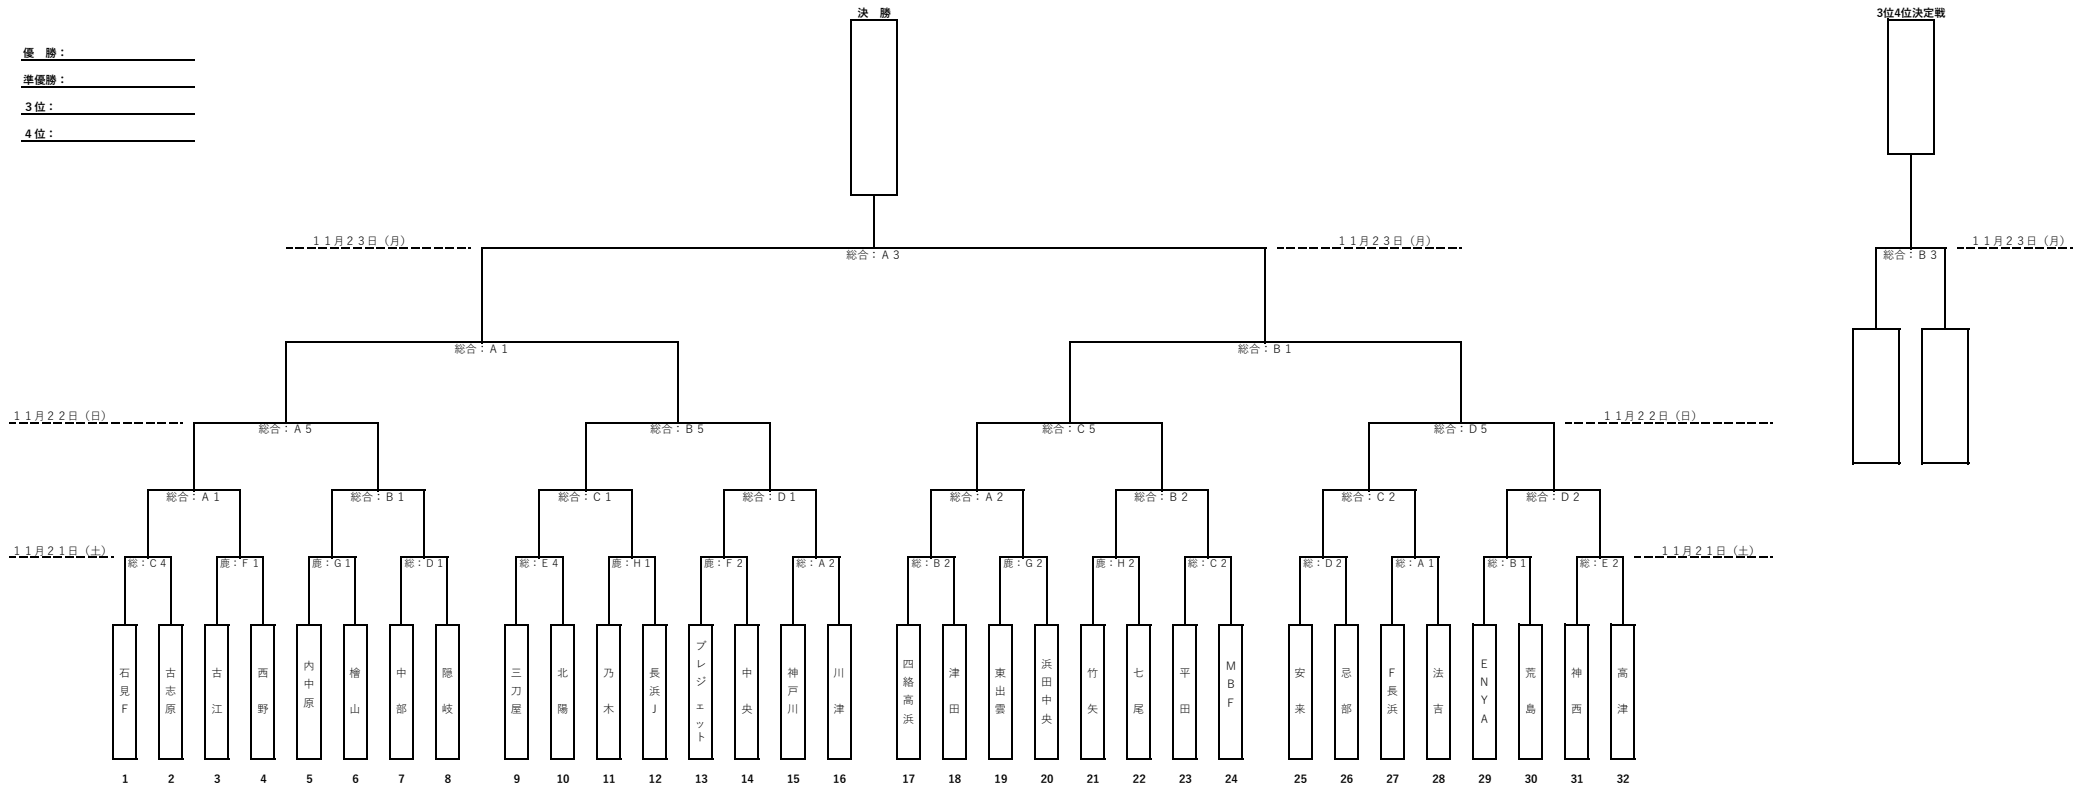 決　勝
3位4位決定戦
優　勝：
準優勝：
３位：
４位：
１１月２３日（月）
１１月２３日（月）
１１月２３日（月）
総合：Ａ３
総合：Ｂ３
総合：Ａ１
総合：Ｂ１
１１月２２日（日）
１１月２２日（日）
総合：Ａ５
総合：Ｂ５
総合：Ｃ５
総合：Ｄ５
総合：Ａ１
総合：Ｂ１
総合：Ｃ１
総合：Ｄ１
総合：Ａ２
総合：Ｂ２
総合：Ｃ２
総合：Ｄ２
１１月２１日（土）
１１月２１日（土）
総：Ｃ４
鹿：Ｆ１
鹿：Ｇ１
総：Ｄ１
総：Ｅ４
鹿：Ｈ１
鹿：Ｆ２
総：Ａ２
総：Ｂ２
鹿：Ｇ２
鹿：Ｈ２
総：Ｃ２
総：Ｄ２
総：Ａ１
総：Ｂ１
総：Ｅ２
石見Ｆ
古志原
古　江
西　野
内中原
檜　山
中　部
隠　岐
三刀屋
北　陽
乃　木
長浜Ｊ
プレジェット
中　央
神戸川
川　津
四絡高浜
津　田
東出雲
浜田中央
竹　矢
七　尾
平　田
ＭＢＦ
安　来
忌　部
Ｆ長浜
法　吉
ＥＮＹＡ
荒　島
神　西
高　津
1
2
3
4
5
6
7
8
9
10
11
12
13
14
15
16
17
18
19
20
21
22
23
24
25
26
27
28
29
30
31
32